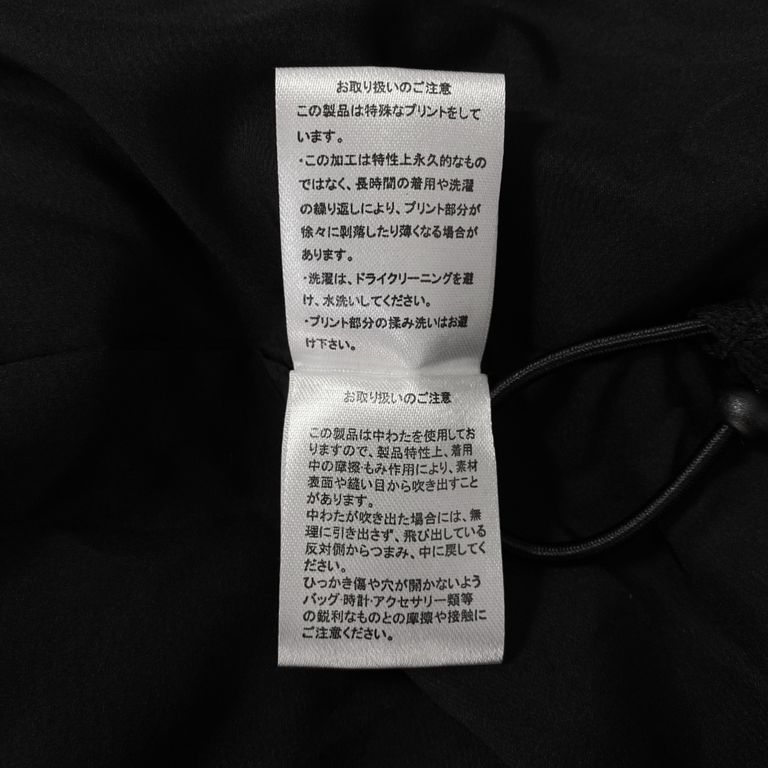 お取り扱いのご注意
この製品は特殊なプリントをして
います。
・この加工は特性上永久的なもの
ではなく、長時間の着用や洗濯
の繰り返しにより、プリント部分が
徐々に剥落したり薄くなる場合が
あります。
・洗濯は、ドライクリーニングを避
け、水洗いしてください。
・プリント部分の揉み洗いはお避
け下さい。
お取り扱いのご注意
この製品は中わたを使用してお
りますので、製品特性上、着用
中の摩擦・もみ作用により、素材
表面や縫い目から吹き出すこと
があります。
中わたが吹き出た場合には、無
理に引き出さず、飛び出している
反対側からつまみ、中に戻してく
ださい。
ひっかき傷や穴が開かないよう
バッグ・時計・アクセサリー類等
の鋭利なものとの摩擦や接触に
ご注意ください。